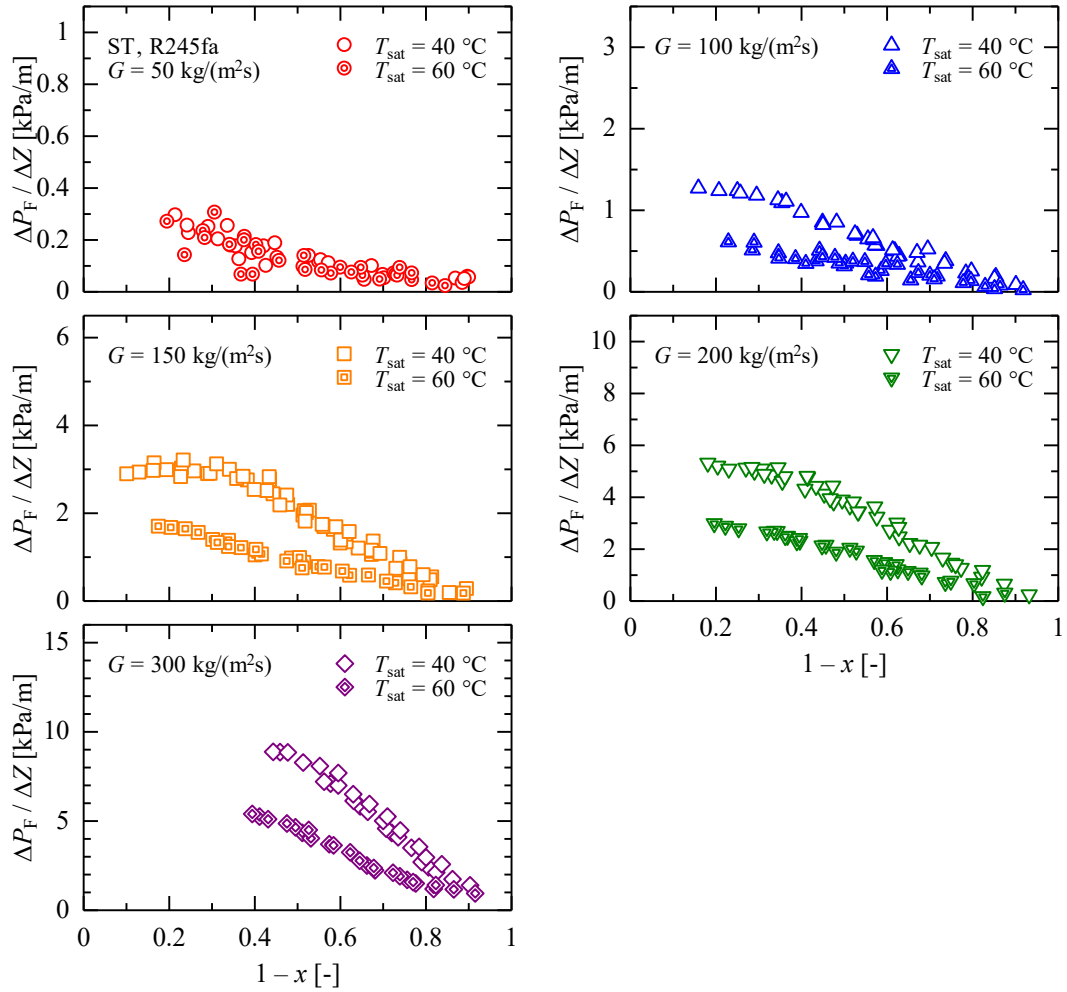 ST, R245fa
G = 50 kg/(m²s)
T_sat = 40 °C
T_sat = 60 °C
ΔP_F / ΔZ [kPa/m]
1
0.8
0.6
0.4
0.2
0
G = 100 kg/(m²s)
T_sat = 40 °C
T_sat = 60 °C
ΔP_F / ΔZ [kPa/m]
3
2
1
0
G = 150 kg/(m²s)
T_sat = 40 °C
T_sat = 60 °C
ΔP_F / ΔZ [kPa/m]
6
4
2
0
G = 200 kg/(m²s)
T_sat = 40 °C
T_sat = 60 °C
ΔP_F / ΔZ [kPa/m]
10
8
6
4
2
0
0 0.2 0.4 0.6 0.8 1
1 – x [-]
G = 300 kg/(m²s)
T_sat = 40 °C
T_sat = 60 °C
ΔP_F / ΔZ [kPa/m]
15
10
5
0
0 0.2 0.4 0.6 0.8 1
1 – x [-]